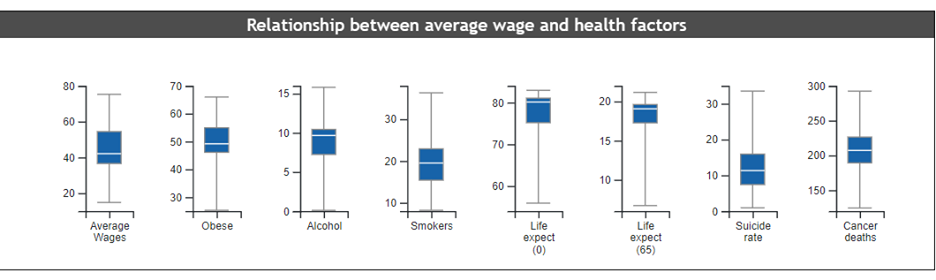 Relationship between average wage and health factors
80
60
40
20
Average
Wages
70
60
50
40
30
Obese
15
10
5
0
Alcohol
30
20
10
Smokers
80
70
60
Life
expect
(0)
20
15
10
Life
expect
(65)
30
20
10
0
Suicide
rate
300
250
200
150
Cancer
deaths